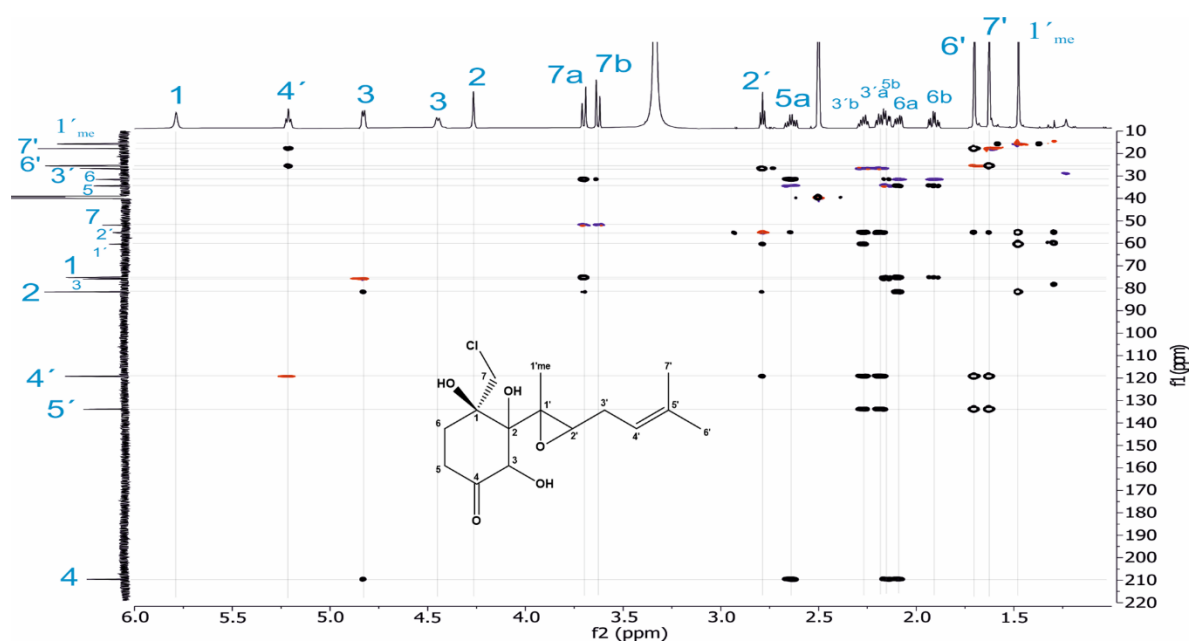 1
4´
3
3
2
7a
7b
2´
5a
3´b
3´a
5b
6a
6b
6'
7'
1´me
1´me
7'
6'
3´
6
5
7
2´
1´
1
3
2
4´
5´
4
10
20
30
40
50
60
70
80
90
100
110
120
130
140
150
160
170
180
190
200
210
220
f1 (ppm)
Cl
7
1'me
7'
HO
OH
1
1'
3'
5'
6
2
O
2'
4'
6'
5
3
4
OH
O
6.0 5.5 5.0 4.5 4.0 3.5 3.0 2.5 2.0 1.5
f2 (ppm)